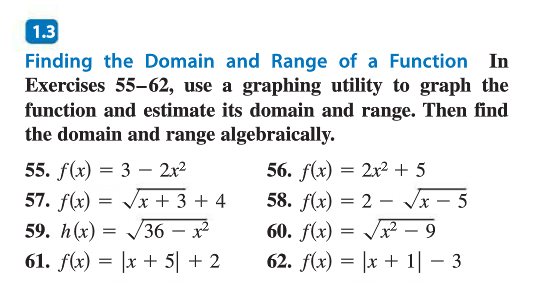 1.3
Finding the Domain and Range of a Function In
Exercises 55–62, use a graphing utility to graph the
function and estimate its domain and range. Then find
the domain and range algebraically.
55. f(x) = 3 − 2x² 56. f(x) = 2x² + 5
57. f(x) = √(x + 3) + 4 58. f(x) = 2 − √(x − 5)
59. h(x) = √(36 − x²) 60. f(x) = √(x² − 9)
61. f(x) = |x + 5| + 2 62. f(x) = |x + 1| − 3